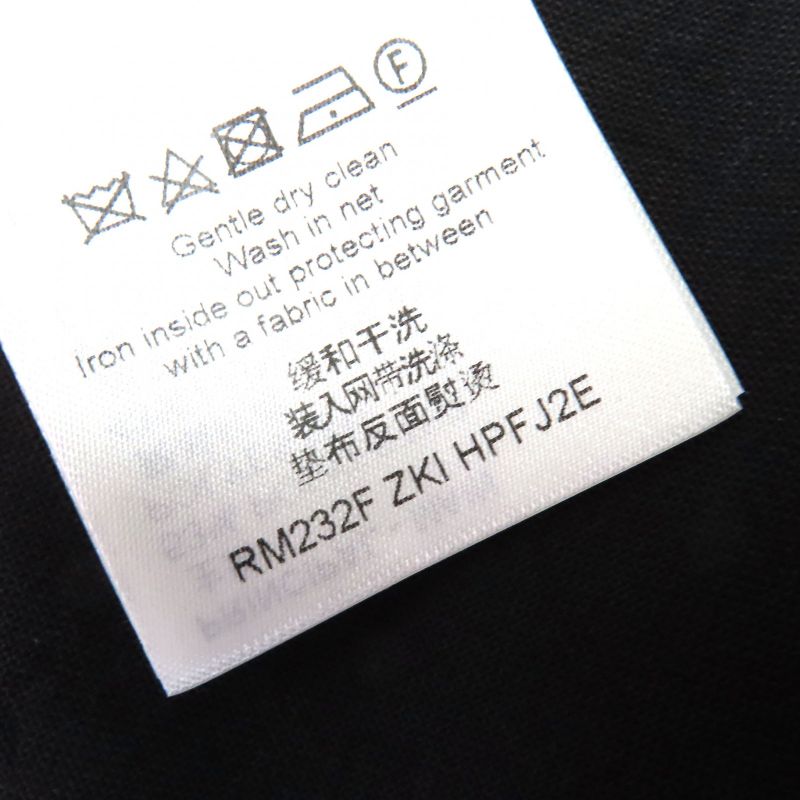 F
Gentle dry clean
Wash in net
Iron inside out protecting garment
with a fabric in between
缓和干洗
装入网带洗涤
垫布反面熨烫
RM232F ZKI HPFJ2E